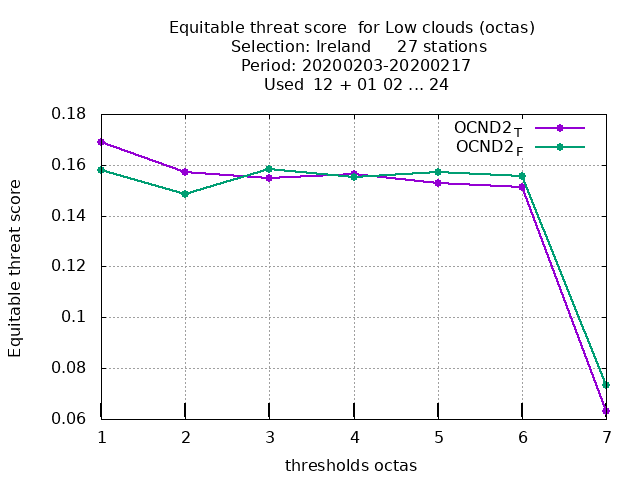 Equitable threat score  for Low clouds (octas)
Selection: Ireland     27 stations
Period: 20200203-20200217
Used  12 + 01 02 ... 24
OCND2_T
OCND2_F
Equitable threat score
0.18
0.16
0.14
0.12
0.1
0.08
0.06
1 2 3 4 5 6 7
thresholds octas